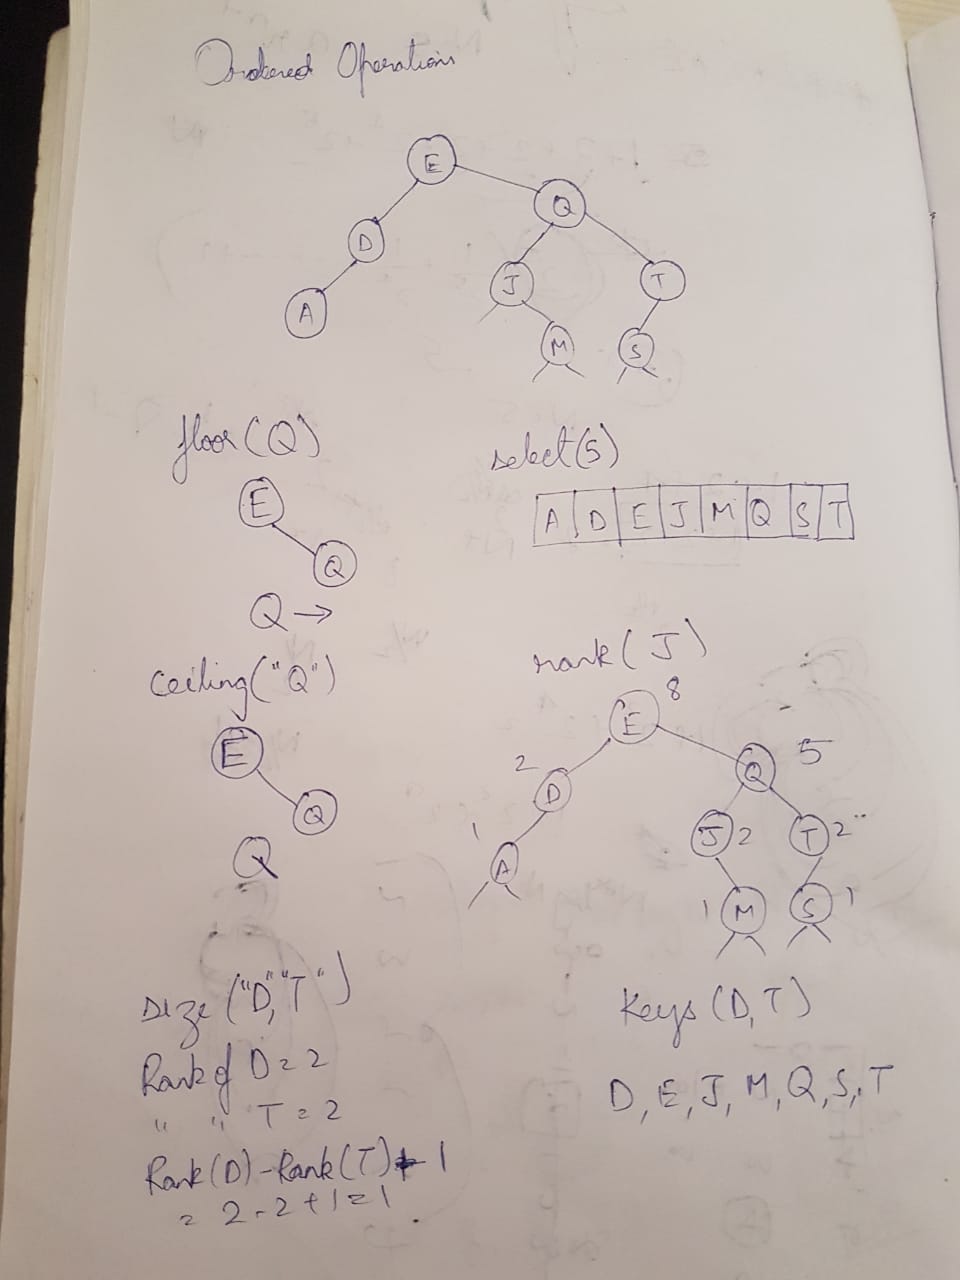 Ordered Operations
E
Q
D
J
T
A
M
S
floor(Q)
E
Q
Q →
select(5)
A D E J M Q S T
ceiling("Q")
E
Q
Q
rank(J)
E 8
2 D
Q 5
1 A
J 2
T 2
1 M
S 1
size("D","T")
Rank of D = 2
" " T = 2
Rank(D) - Rank(T) + 1
= 2 - 2 + 1 = 1
Keys (D, T)
D, E, J, M, Q, S, T